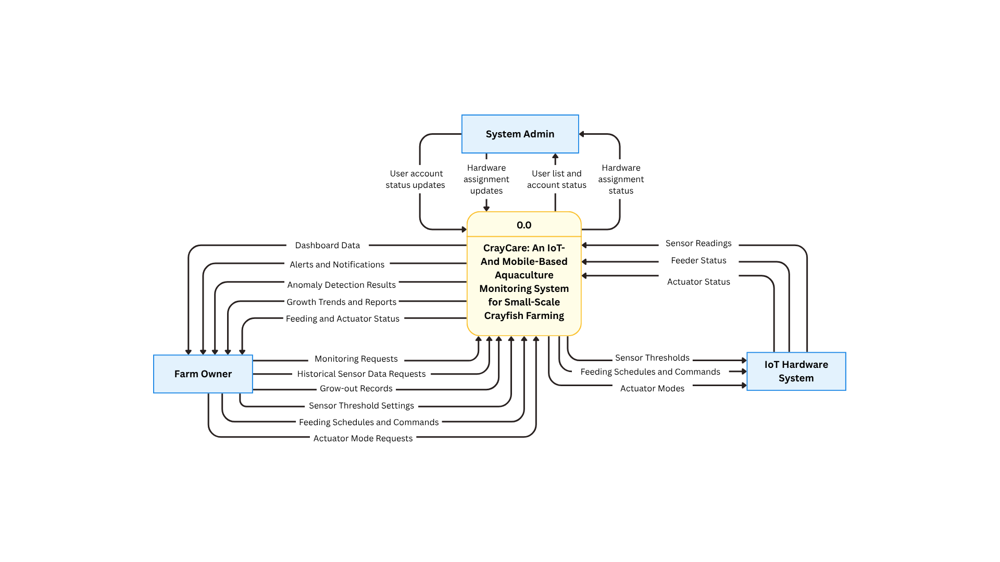 System Admin
User account
status updates
Hardware
assignment
updates
User list and
account status
Hardware
assignment
status
0.0
CrayCare: An IoT-
And Mobile-Based
Aquaculture
Monitoring System
for Small-Scale
Crayfish Farming
Dashboard Data
Alerts and Notifications
Anomaly Detection Results
Growth Trends and Reports
Feeding and Actuator Status
Sensor Readings
Feeder Status
Actuator Status
Farm Owner
Monitoring Requests
Historical Sensor Data Requests
Grow-out Records
Sensor Threshold Settings
Feeding Schedules and Commands
Actuator Mode Requests
Sensor Thresholds
Feeding Schedules and Commands
Actuator Modes
IoT Hardware
System